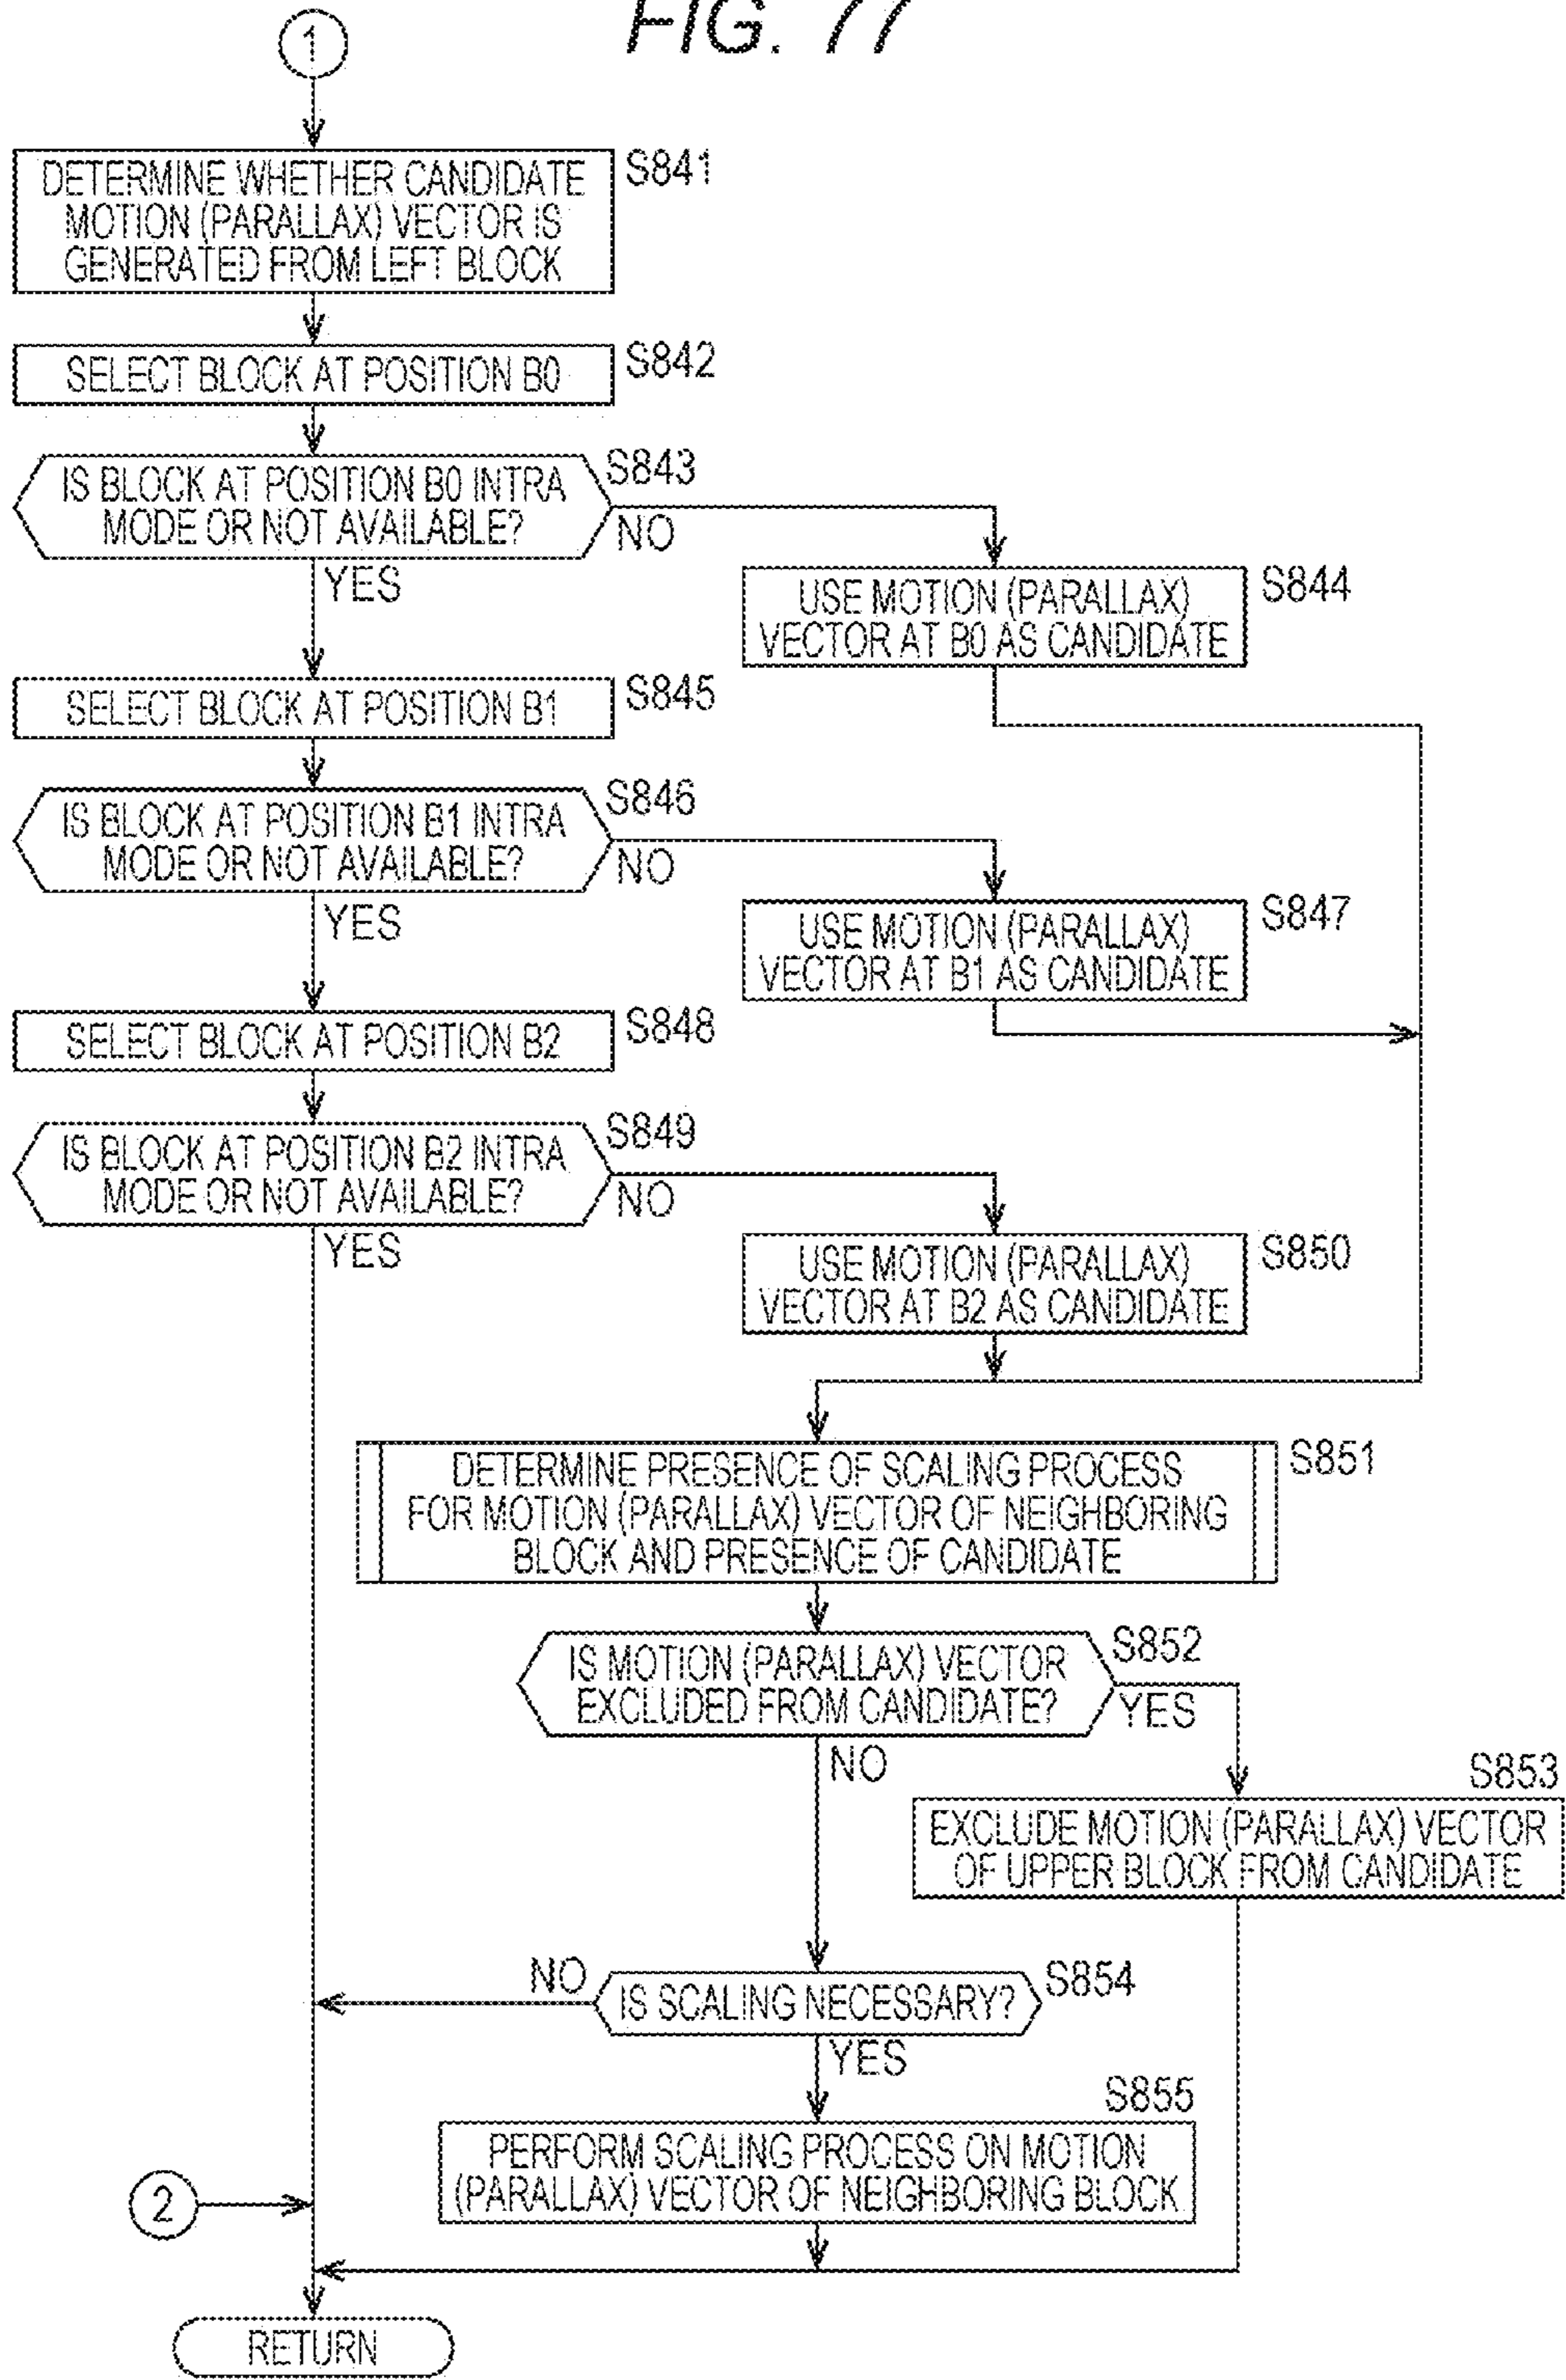 FIG. 77
1
DETERMINE WHETHER CANDIDATE
MOTION (PARALLAX) VECTOR IS
GENERATED FROM LEFT BLOCK
S841
SELECT BLOCK AT POSITION B0
S842
IS BLOCK AT POSITION B0 INTRA
MODE OR NOT AVAILABLE?
S843
NO
YES
USE MOTION (PARALLAX)
VECTOR AT B0 AS CANDIDATE
S844
SELECT BLOCK AT POSITION B1
S845
IS BLOCK AT POSITION B1 INTRA
MODE OR NOT AVAILABLE?
S846
NO
YES
USE MOTION (PARALLAX)
VECTOR AT B1 AS CANDIDATE
S847
SELECT BLOCK AT POSITION B2
S848
IS BLOCK AT POSITION B2 INTRA
MODE OR NOT AVAILABLE?
S849
NO
YES
USE MOTION (PARALLAX)
VECTOR AT B2 AS CANDIDATE
S850
DETERMINE PRESENCE OF SCALING PROCESS
FOR MOTION (PARALLAX) VECTOR OF NEIGHBORING
BLOCK AND PRESENCE OF CANDIDATE
S851
IS MOTION (PARALLAX) VECTOR
EXCLUDED FROM CANDIDATE?
S852
YES
NO
S853
EXCLUDE MOTION (PARALLAX) VECTOR
OF UPPER BLOCK FROM CANDIDATE
NO
IS SCALING NECESSARY?
S854
YES
S855
PERFORM SCALING PROCESS ON MOTION
(PARALLAX) VECTOR OF NEIGHBORING BLOCK
2
RETURN